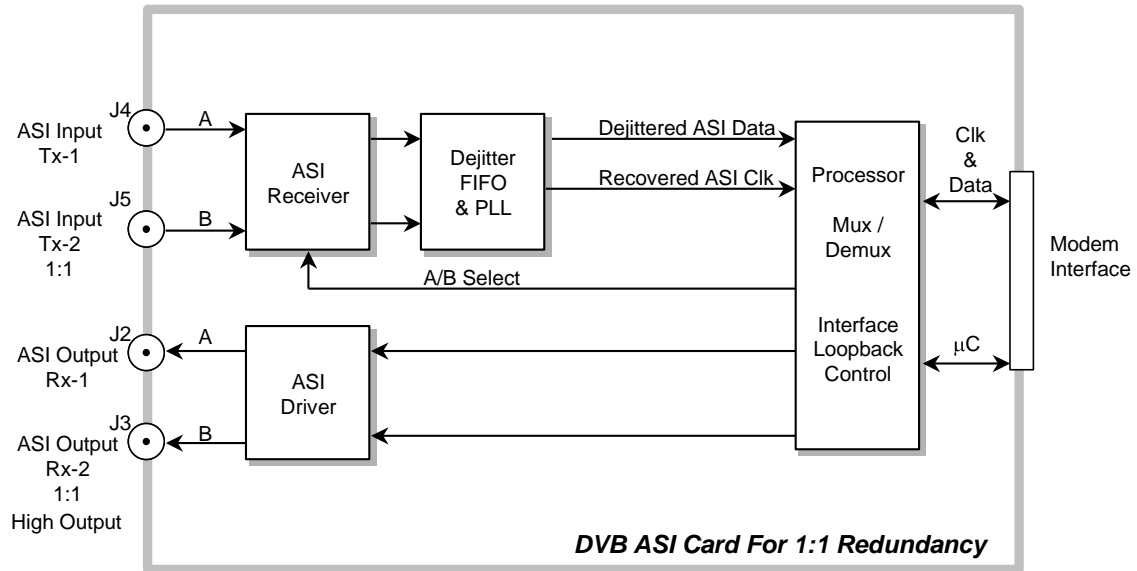 J4
ASI Input
Tx-1
A
J5
ASI Input
Tx-2
1:1
B
ASI
Receiver
Dejitter
FIFO
& PLL
Dejittered ASI Data
Recovered ASI Clk
A/B Select
Processor
Mux /
Demux
Interface
Loopback
Control
Clk
&
Data
μC
Modem
Interface
J2
ASI Output
Rx-1
A
J3
ASI Output
Rx-2
1:1
High Output
B
ASI
Driver
DVB ASI Card For 1:1 Redundancy